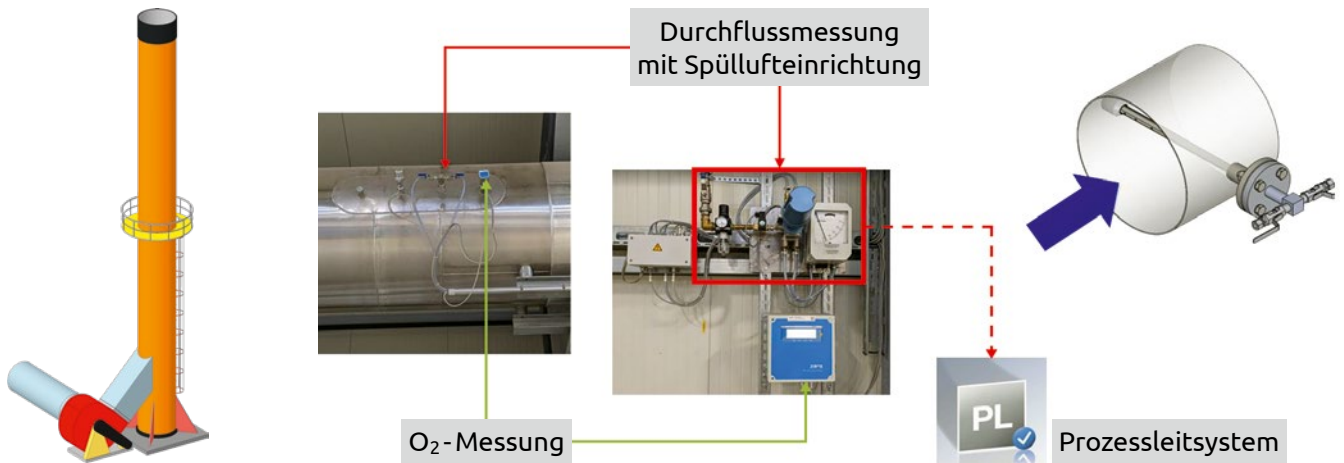 Durchflussmessung
mit Spüllufteinrichtung
O₂-Messung
PL
Prozessleitsystem